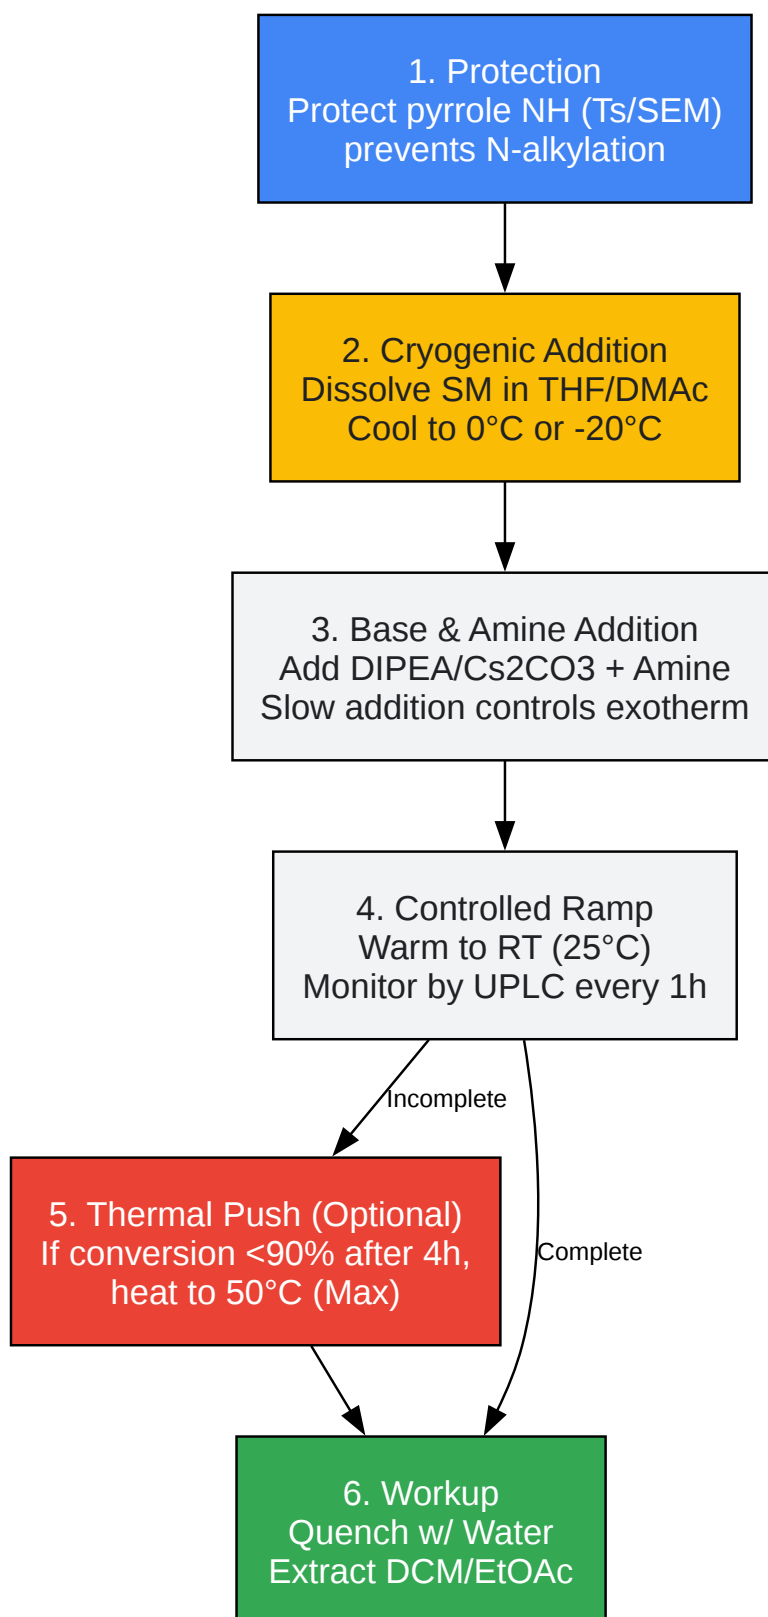 1. Protection
Protect pyrrole NH (Ts/SEM)
prevents N-alkylation
2. Cryogenic Addition
Dissolve SM in THF/DMAc
Cool to 0°C or -20°C
3. Base & Amine Addition
Add DIPEA/Cs2CO3 + Amine
Slow addition controls exotherm
4. Controlled Ramp
Warm to RT (25°C)
Monitor by UPLC every 1h
Incomplete
5. Thermal Push (Optional)
If conversion <90% after 4h,
heat to 50°C (Max)
Complete
6. Workup
Quench w/ Water
Extract DCM/EtOAc